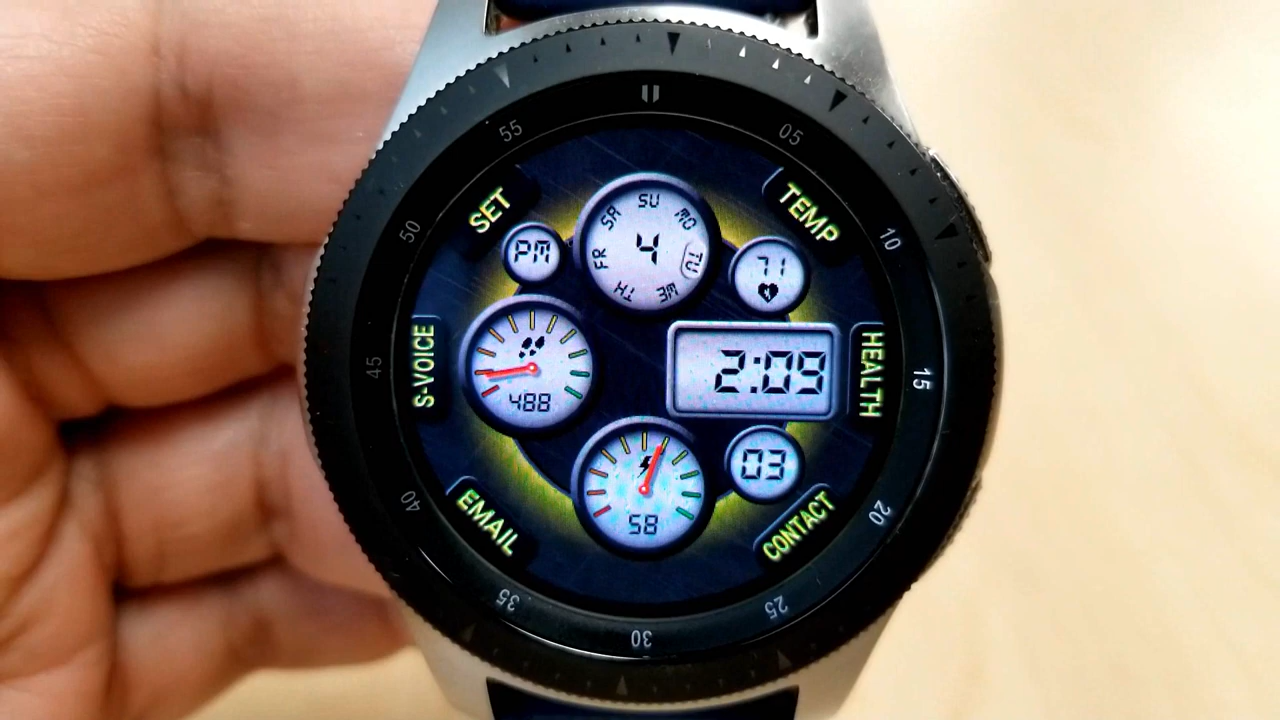 55
05
50
10
45
15
40
20
35
25
30
SET
TEMP
SU
MO
TU
WE
TH
FR
SA
4
PM
71
S-VOICE
488
2:09
HEALTH
58
03
EMAIL
CONTACT